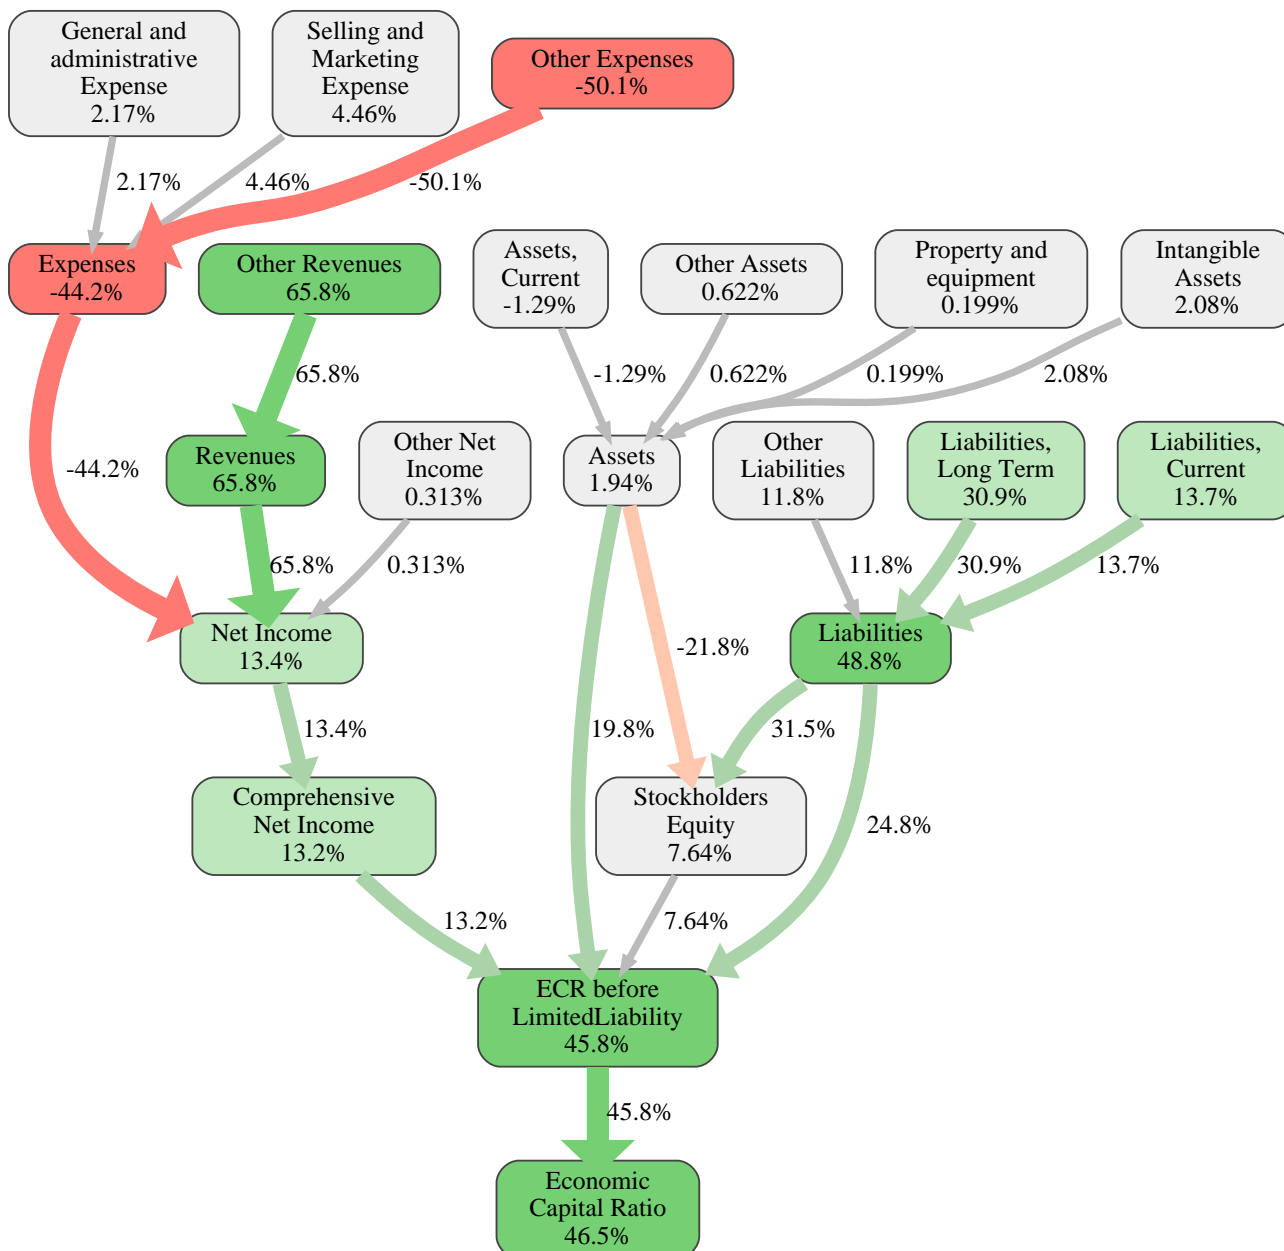 General and
administrative
Expense
2.17%
Selling and
Marketing
Expense
4.46%
Other Expenses
-50.1%
2.17%
4.46%
-50.1%
Expenses
-44.2%
Other Revenues
65.8%
Assets,
Current
-1.29%
Other Assets
0.622%
Property and
equipment
0.199%
Intangible
Assets
2.08%
65.8%
-1.29%
0.622%
0.199%
2.08%
-44.2%
Revenues
65.8%
Other Net
Income
0.313%
Assets
1.94%
Other
Liabilities
11.8%
Liabilities,
Long Term
30.9%
Liabilities,
Current
13.7%
65.8%
0.313%
11.8%
30.9%
13.7%
Net Income
13.4%
-21.8%
Liabilities
48.8%
13.4%
19.8%
31.5%
Comprehensive
Net Income
13.2%
Stockholders
Equity
7.64%
24.8%
13.2%
7.64%
ECR before
LimitedLiability
45.8%
45.8%
Economic
Capital Ratio
46.5%